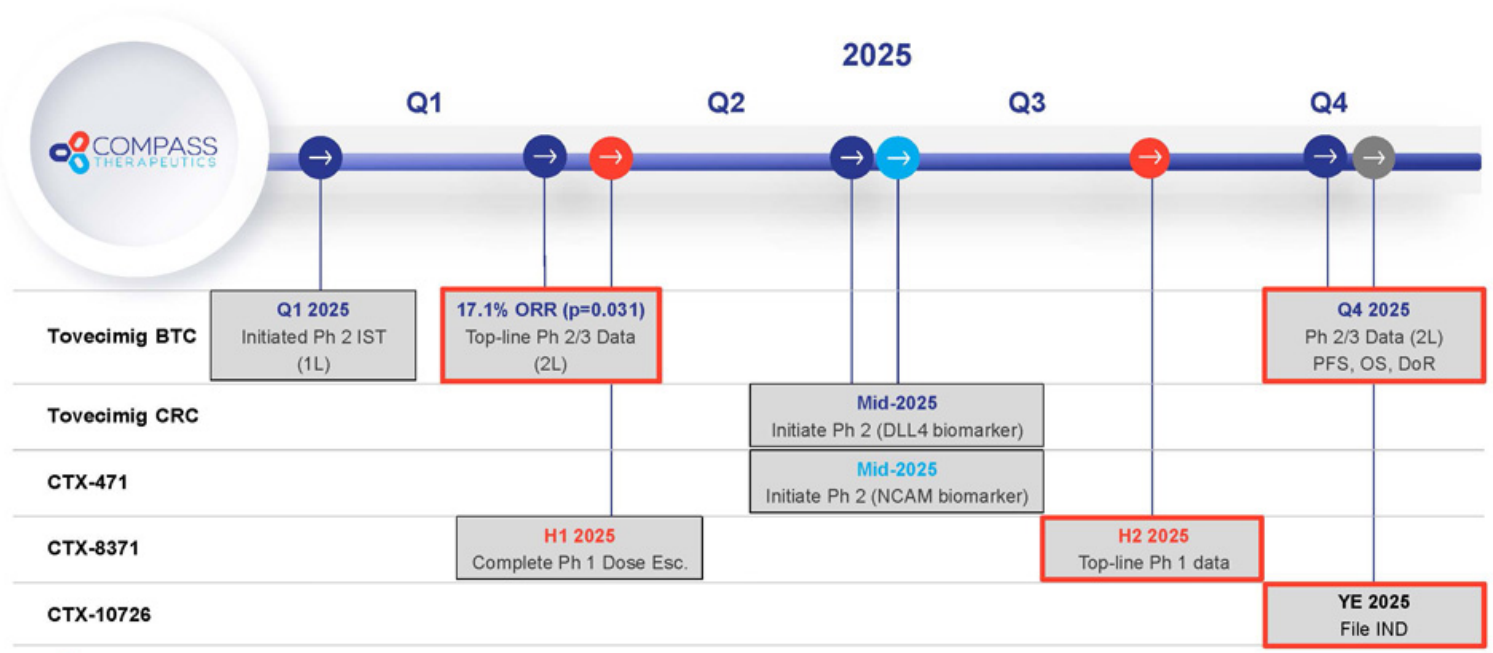 2025
Q1
Q2
Q3
Q4
COMPASS
THERAPEUTICS
Tovecimig BTC
Q1 2025
Initiated Ph 2 IST
(1L)
17.1% ORR (p=0.031)
Top-line Ph 2/3 Data
(2L)
Q4 2025
Ph 2/3 Data (2L)
PFS, OS, DoR
Tovecimig CRC
Mid-2025
Initiate Ph 2 (DLL4 biomarker)
CTX-471
Mid-2025
Initiate Ph 2 (NCAM biomarker)
CTX-8371
H1 2025
Complete Ph 1 Dose Esc.
H2 2025
Top-line Ph 1 data
CTX-10726
YE 2025
File IND